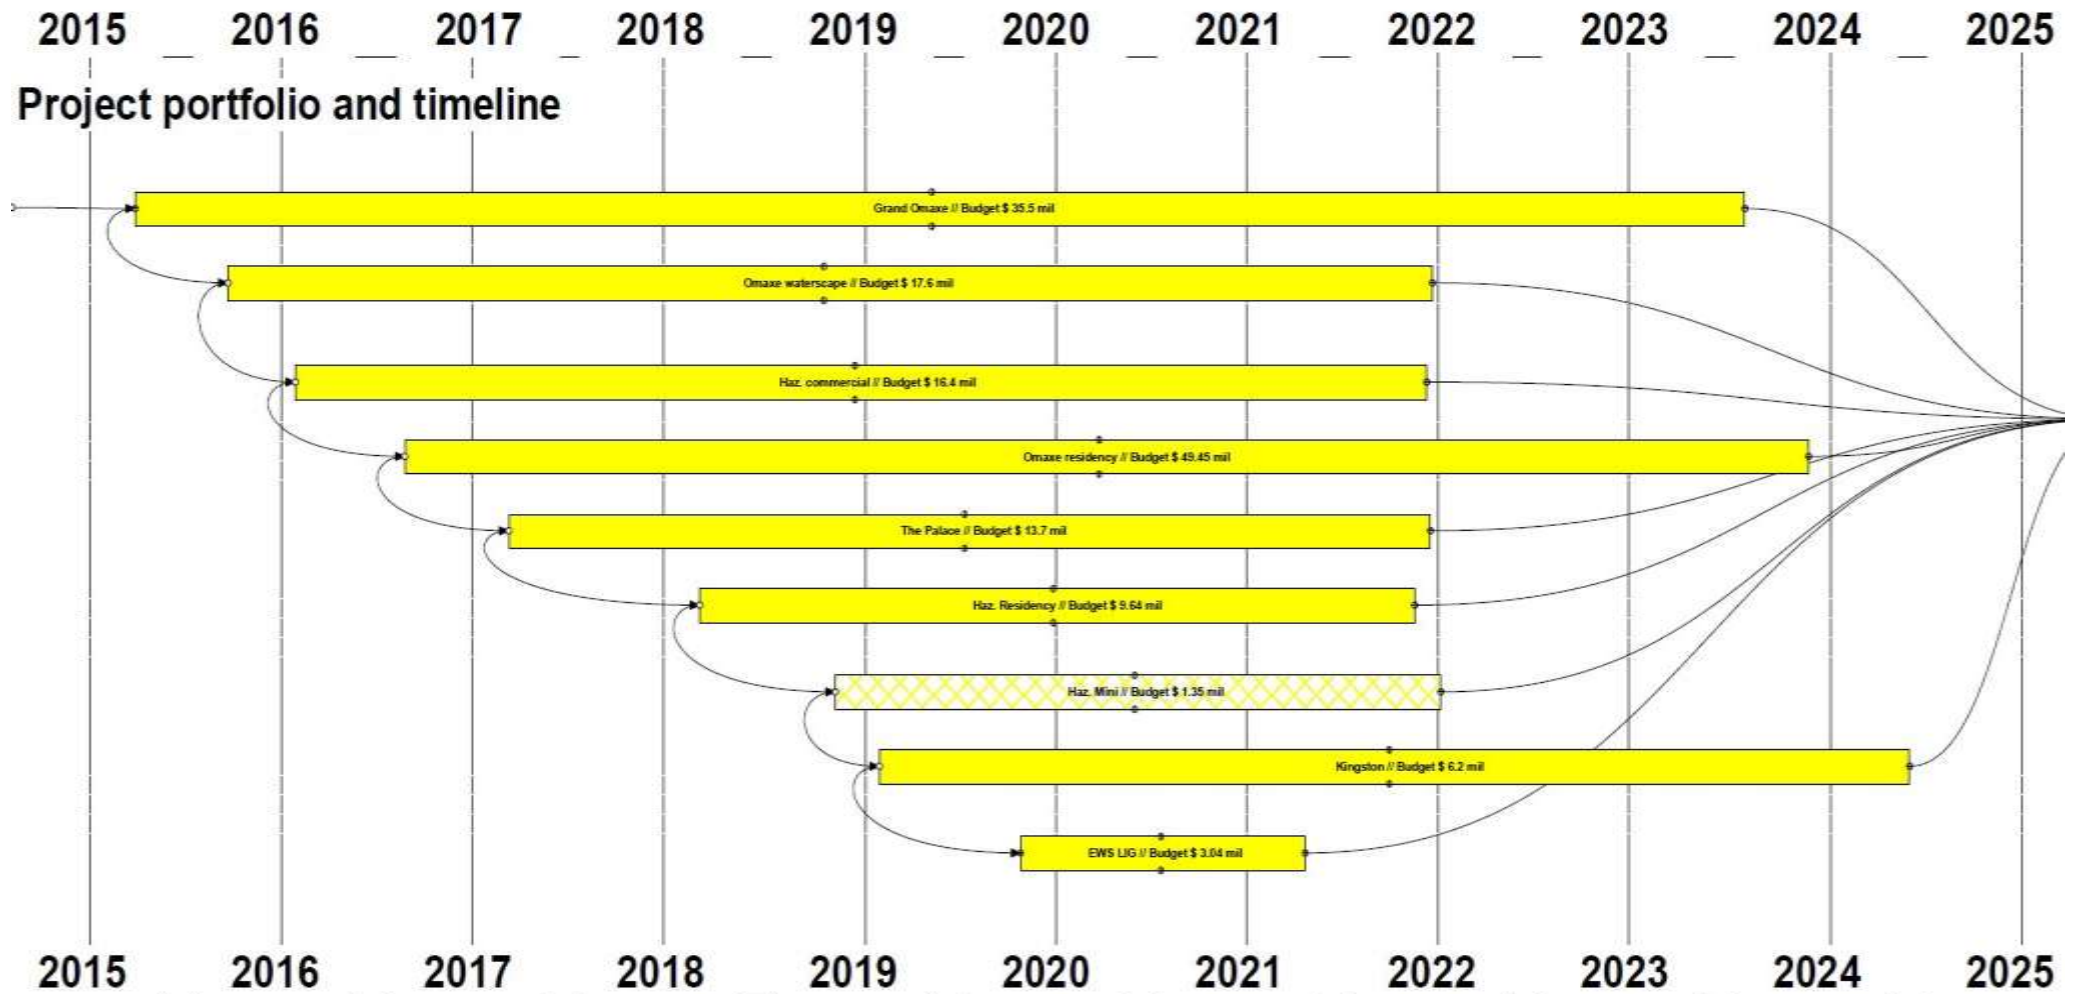 2015 2016 2017 2018 2019 2020 2021 2022 2023 2024 2025
Project portfolio and timeline
Grand Omaxe // Budget $ 35.5 mil
Omaxe waterscape // Budget $ 17.6 mil
Haz. commercial // Budget $ 16.4 mil
Omaxe residency // Budget $ 49.45 mil
The Palace // Budget $ 13.7 mil
Haz. Residency // Budget $ 9.64 mil
Haz. Mini // Budget $ 1.35 mil
Kingston // Budget $ 6.2 mil
EWS LIG // Budget $ 3.04 mil
2015 2016 2017 2018 2019 2020 2021 2022 2023 2024 2025